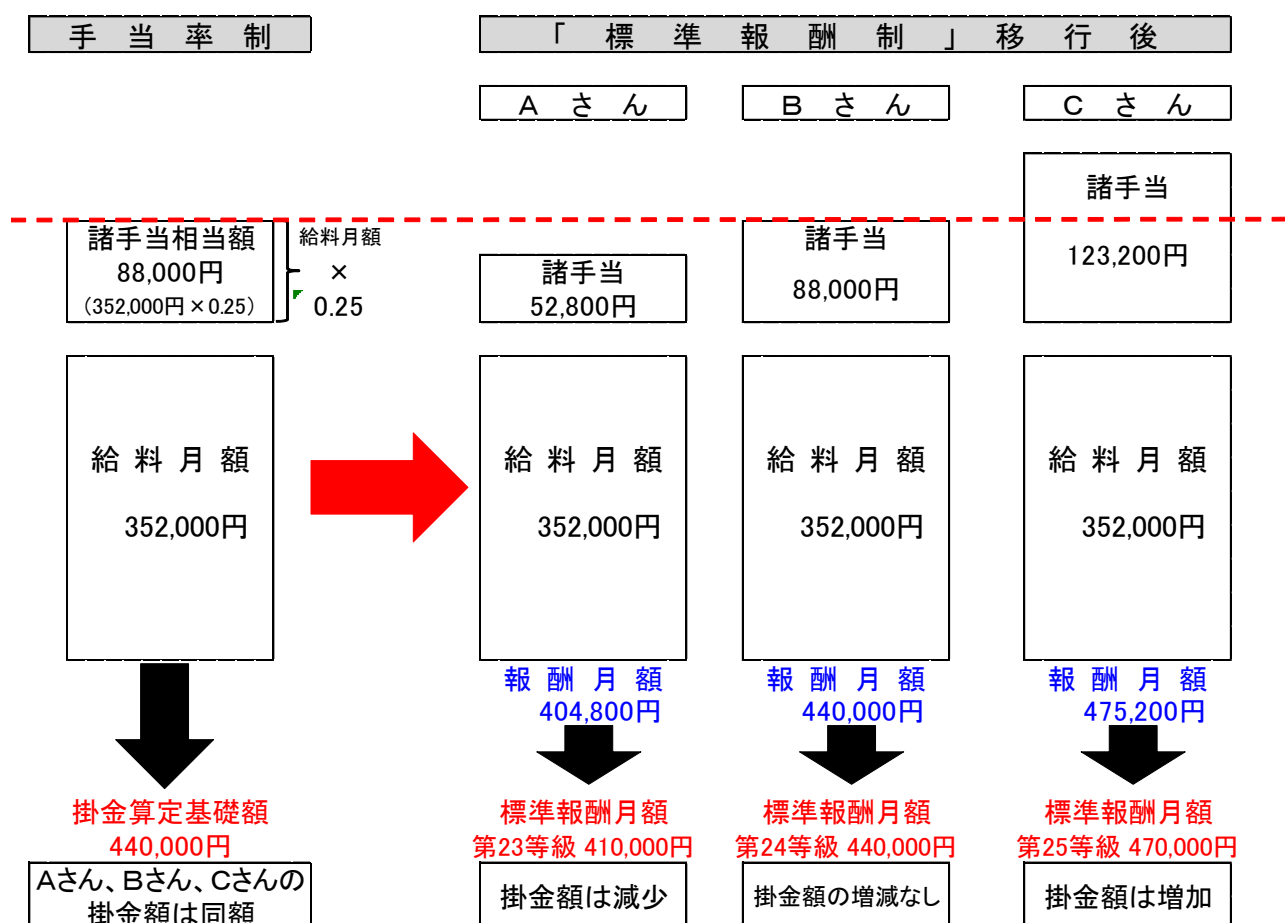 手当率制
「標準報酬制」移行後
Aさん
Bさん
Cさん
諸手当相当額
88,000円
（352,000円×0.25）
給料月額
×
0.25
諸手当
52,800円
諸手当
88,000円
諸手当
123,200円
給料月額
352,000円
給料月額
352,000円
給料月額
352,000円
給料月額
352,000円
報酬月額
404,800円
報酬月額
440,000円
報酬月額
475,200円
掛金算定基礎額
440,000円
標準報酬月額
第23等級 410,000円
標準報酬月額
第24等級 440,000円
標準報酬月額
第25等級 470,000円
Aさん、Bさん、Cさんの
掛金額は同額
掛金額は減少
掛金額の増減なし
掛金額は増加